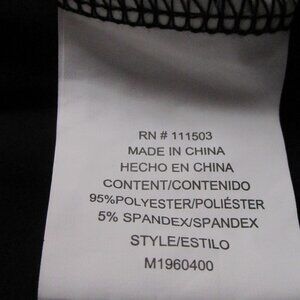 RN # 111503
MADE IN CHINA
HECHO EN CHINA
CONTENT/CONTENIDO
95%POLYESTER/POLIÉSTER
5% SPANDEX/SPANDEX
STYLE/ESTILO
M1960400